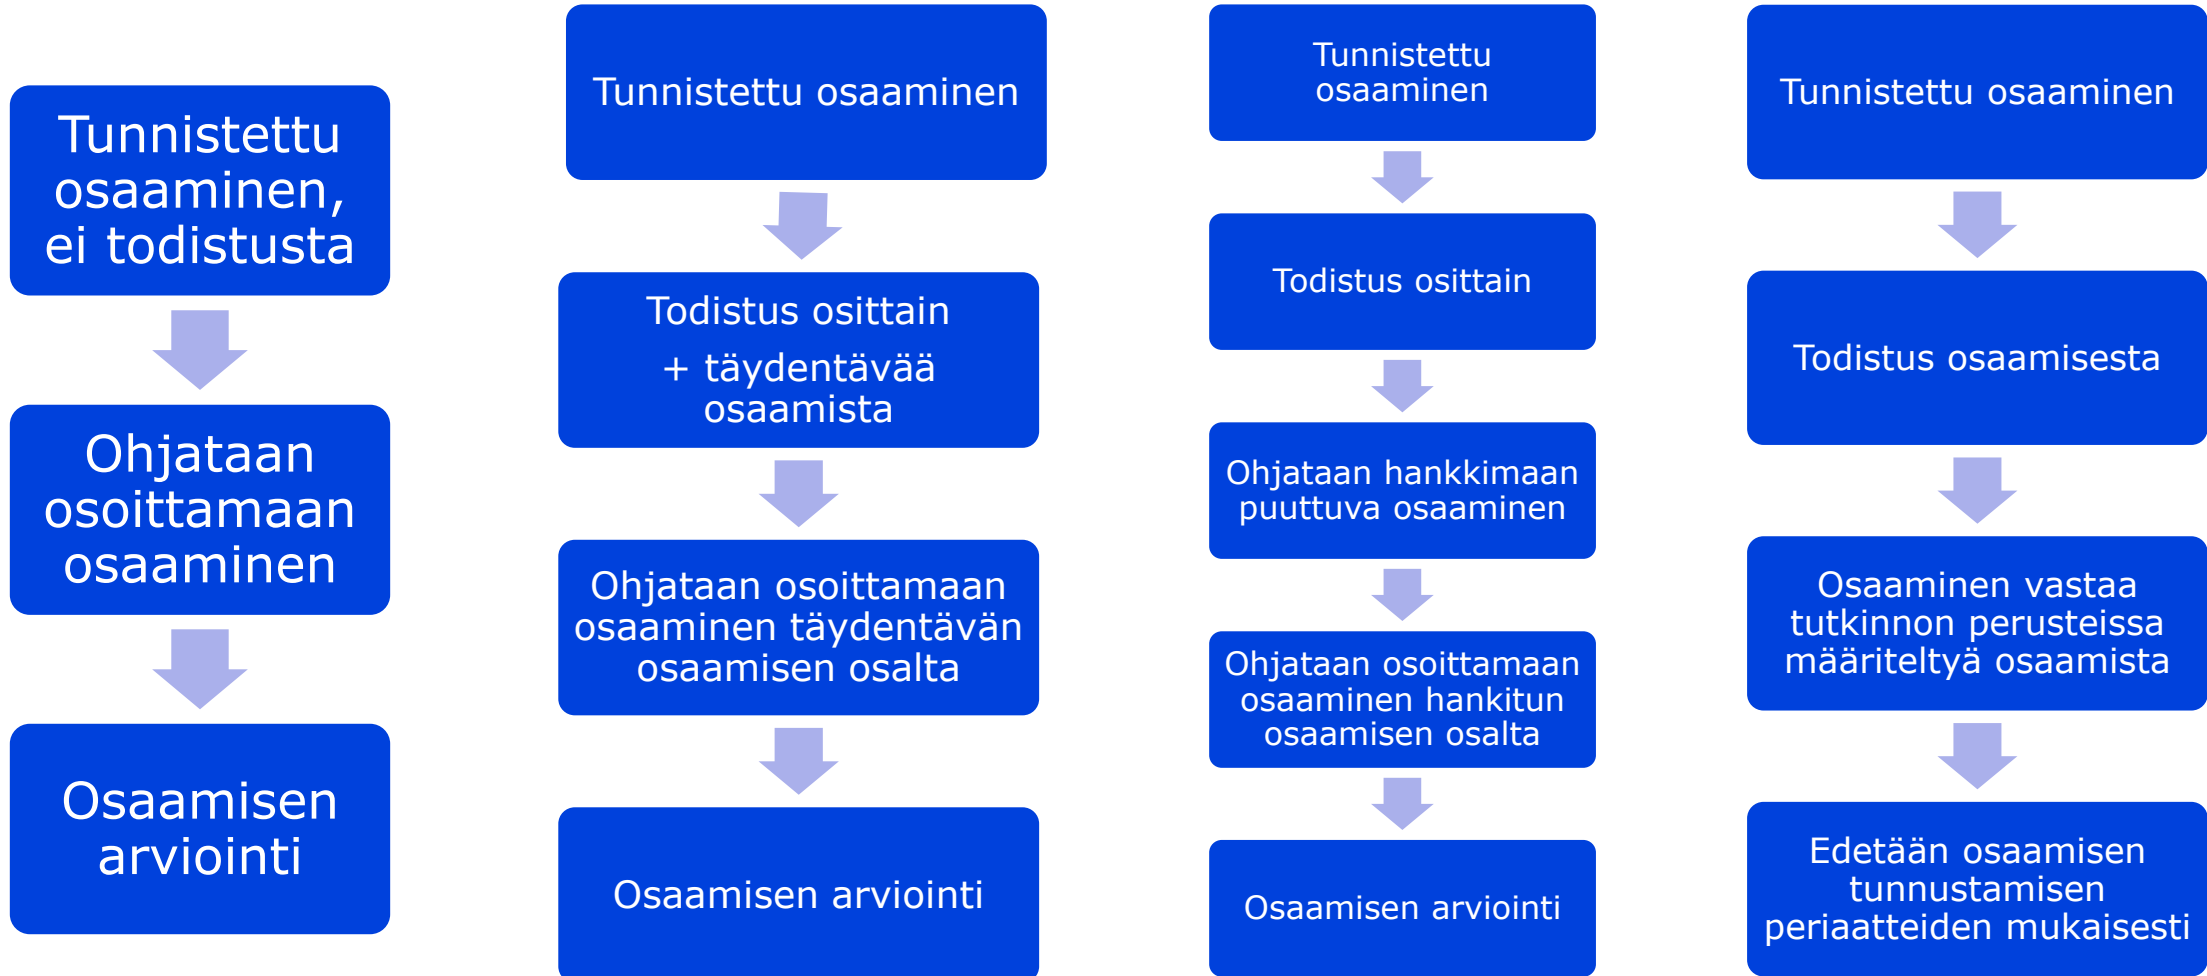 Tunnistettu
osaaminen,
ei todistusta
Ohjataan
osoittamaan
osaaminen
Osaamisen
arviointi
Tunnistettu osaaminen
Todistus osittain
+ täydentävää
osaamista
Ohjataan osoittamaan
osaaminen täydentävän
osaamisen osalta
Osaamisen arviointi
Tunnistettu
osaaminen
Todistus osittain
Ohjataan hankkimaan
puuttuva osaaminen
Ohjataan osoittamaan
osaaminen hankitun
osaamisen osalta
Osaamisen arviointi
Tunnistettu osaaminen
Todistus osaamisesta
Osaaminen vastaa
tutkinnon perusteissa
määriteltyä osaamista
Edetään osaamisen
tunnustamisen
periaatteiden mukaisesti